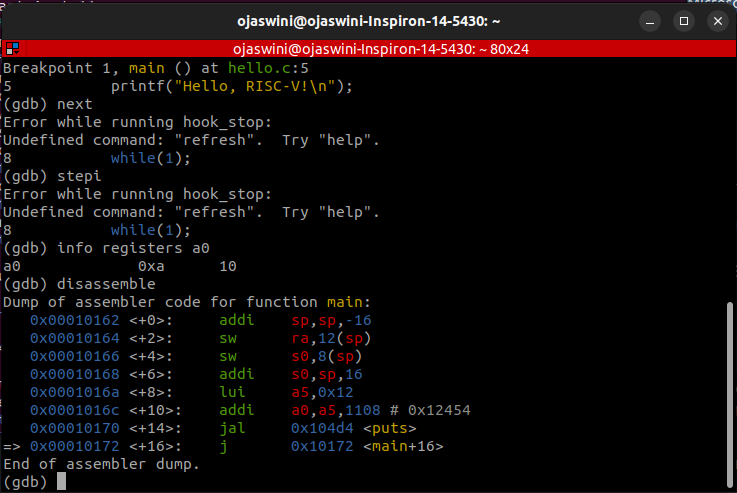 ojaswini@ojaswini-Inspiron-14-5430: ~
ojaswini@ojaswini-Inspiron-14-5430: ~ 80x24
Breakpoint 1, main () at hello.c:5
5           printf("Hello, RISC-V!\n");
(gdb) next
Error while running hook_stop:
Undefined command: "refresh".  Try "help".
8           while(1);
(gdb) stepi
Error while running hook_stop:
Undefined command: "refresh".  Try "help".
8           while(1);
(gdb) info registers a0
a0             0xa      10
(gdb) disassemble
Dump of assembler code for function main:
   0x00010162 <+0>:     addi    sp,sp,-16
   0x00010164 <+2>:     sw      ra,12(sp)
   0x00010166 <+4>:     sw      s0,8(sp)
   0x00010168 <+6>:     addi    s0,sp,16
   0x0001016a <+8>:     lui     a5,0x12
   0x0001016c <+10>:    addi    a0,a5,1108 # 0x12454
   0x00010170 <+14>:    jal     0x104d4 <puts>
=> 0x00010172 <+16>:    j       0x10172 <main+16>
End of assembler dump.
(gdb)